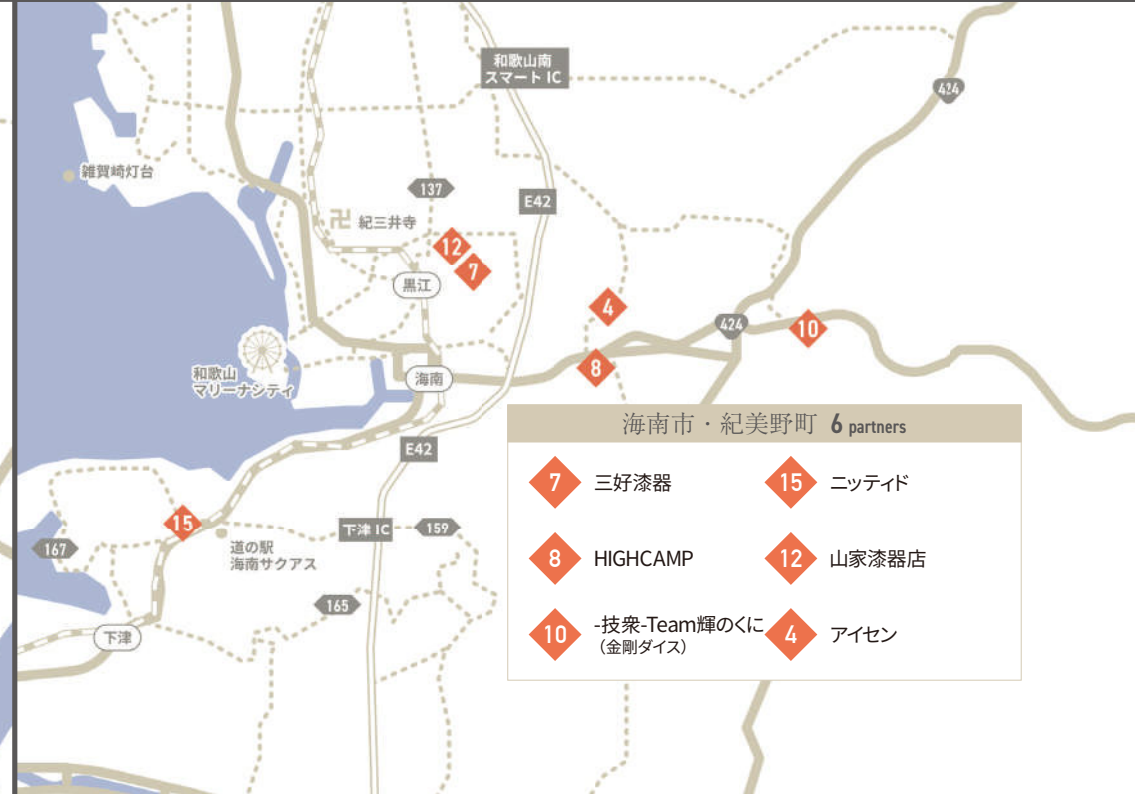 和歌山南
スマート IC
424
雑賀崎灯台
137
E42
紀三井寺
12
7
黒江
4
424
10
8
和歌山
マリーナシティ
海南
E42
海南市・紀美野町 6 partners
7 三好漆器
15 ニッティド
8 HIGHCAMP
12 山家漆器店
10 -技衆-Team輝のくに
(金剛ダイス)
4 アイセン
15
下津 IC
159
道の駅
海南サクアス
167
165
下津